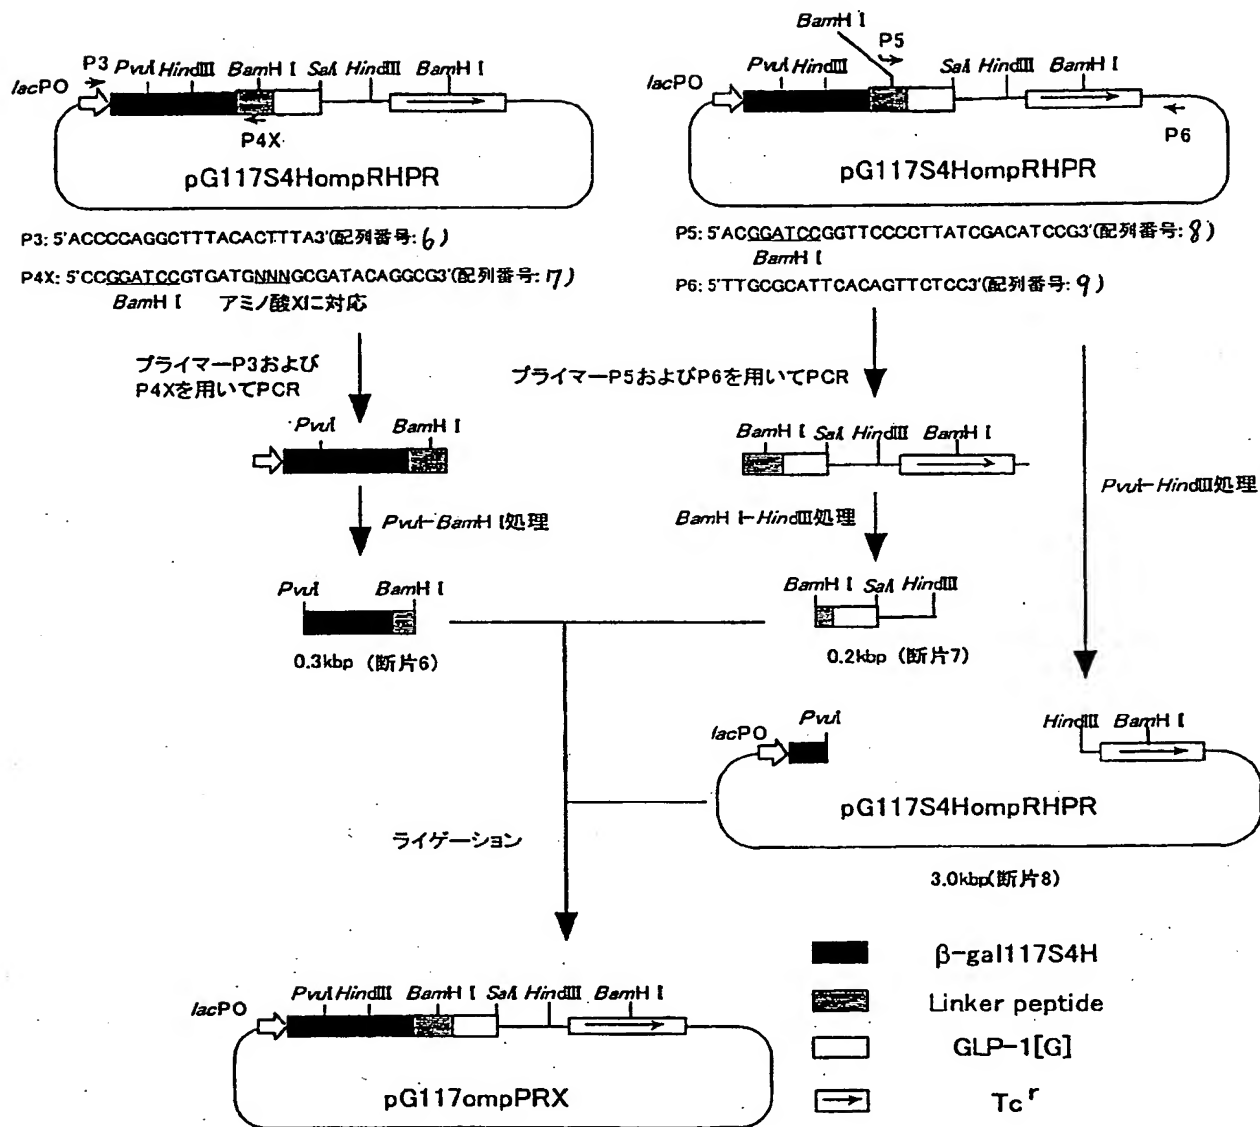 BamH I
P3 PvuI HindIII BamH I SalI HindIII BamH I
lacPO
P4X
pG117S4HompRHPR
P5
PvuI HindIII SalI HindIII BamH I
lacPO
P6
pG117S4HompRHPR
P3: 5'ACCCCAGGCTTTACACTTTA3'(配列番号: 6)
P4X: 5'CCGGATCCGTGATGNNNGCGATACAGGCG3'(配列番号: 17)
BamH I アミノ酸Xに対応
P5: 5'ACGGATCCGGTTCCCCTTATCGACATCCG3'(配列番号: 8)
BamH I
P6: 5'TTGCGCATTCACAGTTCTCC3'(配列番号: 9)
プライマーP3および
P4Xを用いてPCR
プライマーP5およびP6を用いてPCR
PvuI BamH I
BamH I SalI HindIII BamH I
PvuI-BamH I処理
BamH I-HindIII処理
PvuI-HindIII処理
PvuI BamH I
0.3kbp (断片6)
BamH I SalI HindIII
0.2kbp (断片7)
lacPO PvuI HindIII BamH I
pG117S4HompRHPR
3.0kbp(断片8)
ライゲーション
lacPO PvuI HindIII BamH I SalI HindIII BamH I
pG117ompPRX
β-gal117S4H
Linker peptide
GLP-1[G]
Tc r